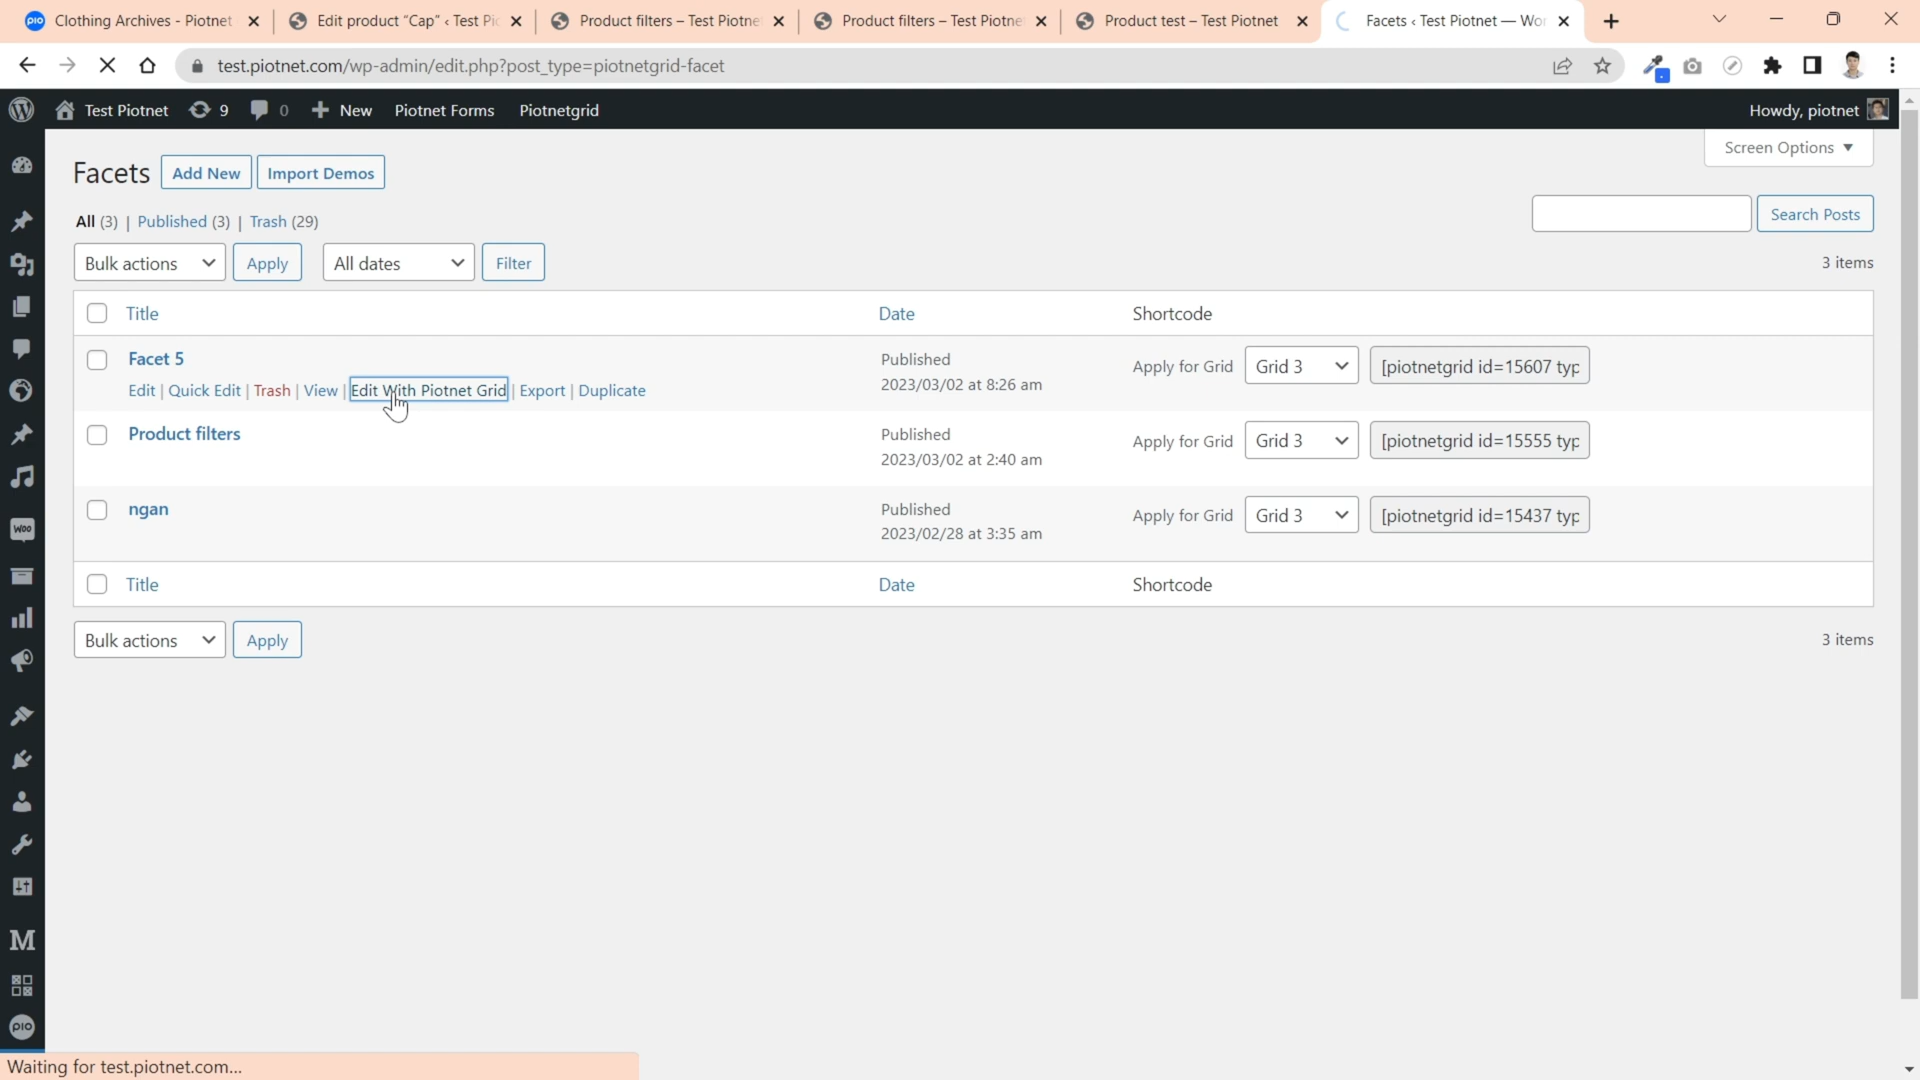 Clothing Archives - Piotnet
Edit product “Cap” ‹ Test Pi
Product filters – Test Piotne
Product filters – Test Piotne
Product test – Test Piotnet
Facets ‹ Test Piotnet — Wor
test.piotnet.com/wp-admin/edit.php?post_type=piotnetgrid-facet
Test Piotnet 9 0 New Piotnet Forms Piotnetgrid Howdy, piotnet
Screen Options
Facets Add New Import Demos
All (3) | Published (3) | Trash (29)
Search Posts
Bulk actions Apply All dates Filter 3 items
Title Date Shortcode
Facet 5
Edit | Quick Edit | Trash | View | Edit With Piotnet Grid | Export | Duplicate
Published
2023/03/02 at 8:26 am
Apply for Grid Grid 3 [piotnetgrid id=15607 typ
Product filters
Published
2023/03/02 at 2:40 am
Apply for Grid Grid 3 [piotnetgrid id=15555 typ
ngan
Published
2023/02/28 at 3:35 am
Apply for Grid Grid 3 [piotnetgrid id=15437 typ
Title Date Shortcode
Bulk actions Apply 3 items
Waiting for test.piotnet.com...